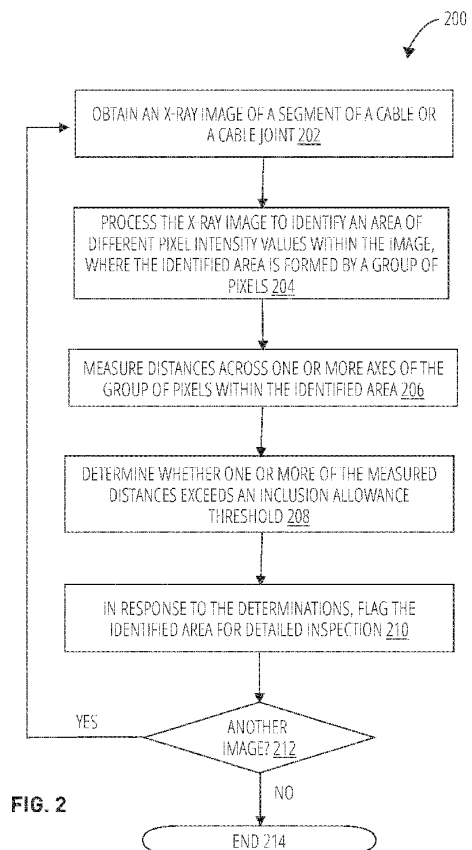 200
OBTAIN AN X-RAY IMAGE OF A SEGMENT OF A CABLE OR
A CABLE JOINT 202
PROCESS THE X-RAY IMAGE TO IDENTIFY AN AREA OF
DIFFERENT PIXEL INTENSITY VALUES WITHIN THE IMAGE,
WHERE THE IDENTIFIED AREA IS FORMED BY A GROUP OF
PIXELS 204
MEASURE DISTANCES ACROSS ONE OR MORE AXES OF THE
GROUP OF PIXELS WITHIN THE IDENTIFIED AREA 206
DETERMINE WHETHER ONE OR MORE OF THE MEASURED
DISTANCES EXCEEDS AN INCLUSION ALLOWANCE
THRESHOLD 208
IN RESPONSE TO THE DETERMINATIONS, FLAG THE
IDENTIFIED AREA FOR DETAILED INSPECTION 210
YES
ANOTHER
IMAGE? 212
NO
FIG. 2
END 214